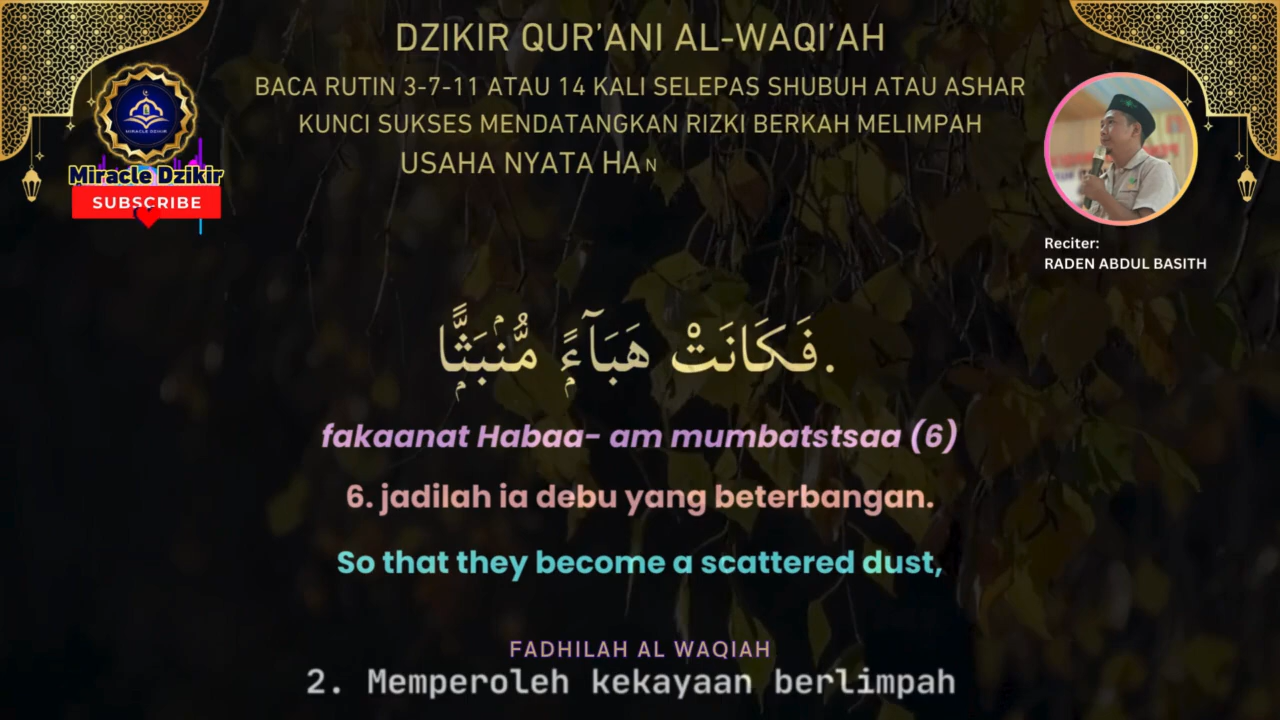 DZIKIR QUR'ANI AL-WAQI'AH
BACA RUTIN 3-7-11 ATAU 14 KALI SELEPAS SHUBUH ATAU ASHAR
KUNCI SUKSES MENDATANGKAN RIZKI BERKAH MELIMPAH
USAHA NYATA HAN
MIRACLE DZIKIR
Miracle Dzikir
SUBSCRIBE
Reciter:
RADEN ABDUL BASITH
فَكَانَتْ هَبَآءًۭ مُّنۢبَثًّۭا.
fakaanat Habaa- am mumbatstsaa (6)
6. jadilah ia debu yang beterbangan.
So that they become a scattered dust,
FADHILAH AL WAQIAH
2. Memperoleh kekayaan berlimpah